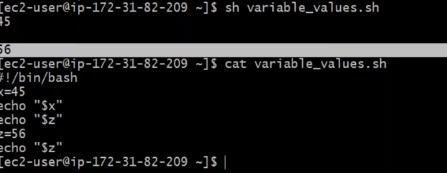 [ec2-user@ip-172-31-82-209 ~]$ sh variable_values.sh
45

56
[ec2-user@ip-172-31-82-209 ~]$ cat variable_values.sh
#!/bin/bash
x=45
echo "$x"
echo "$z"
z=56
echo "$z"
[ec2-user@ip-172-31-82-209 ~]$